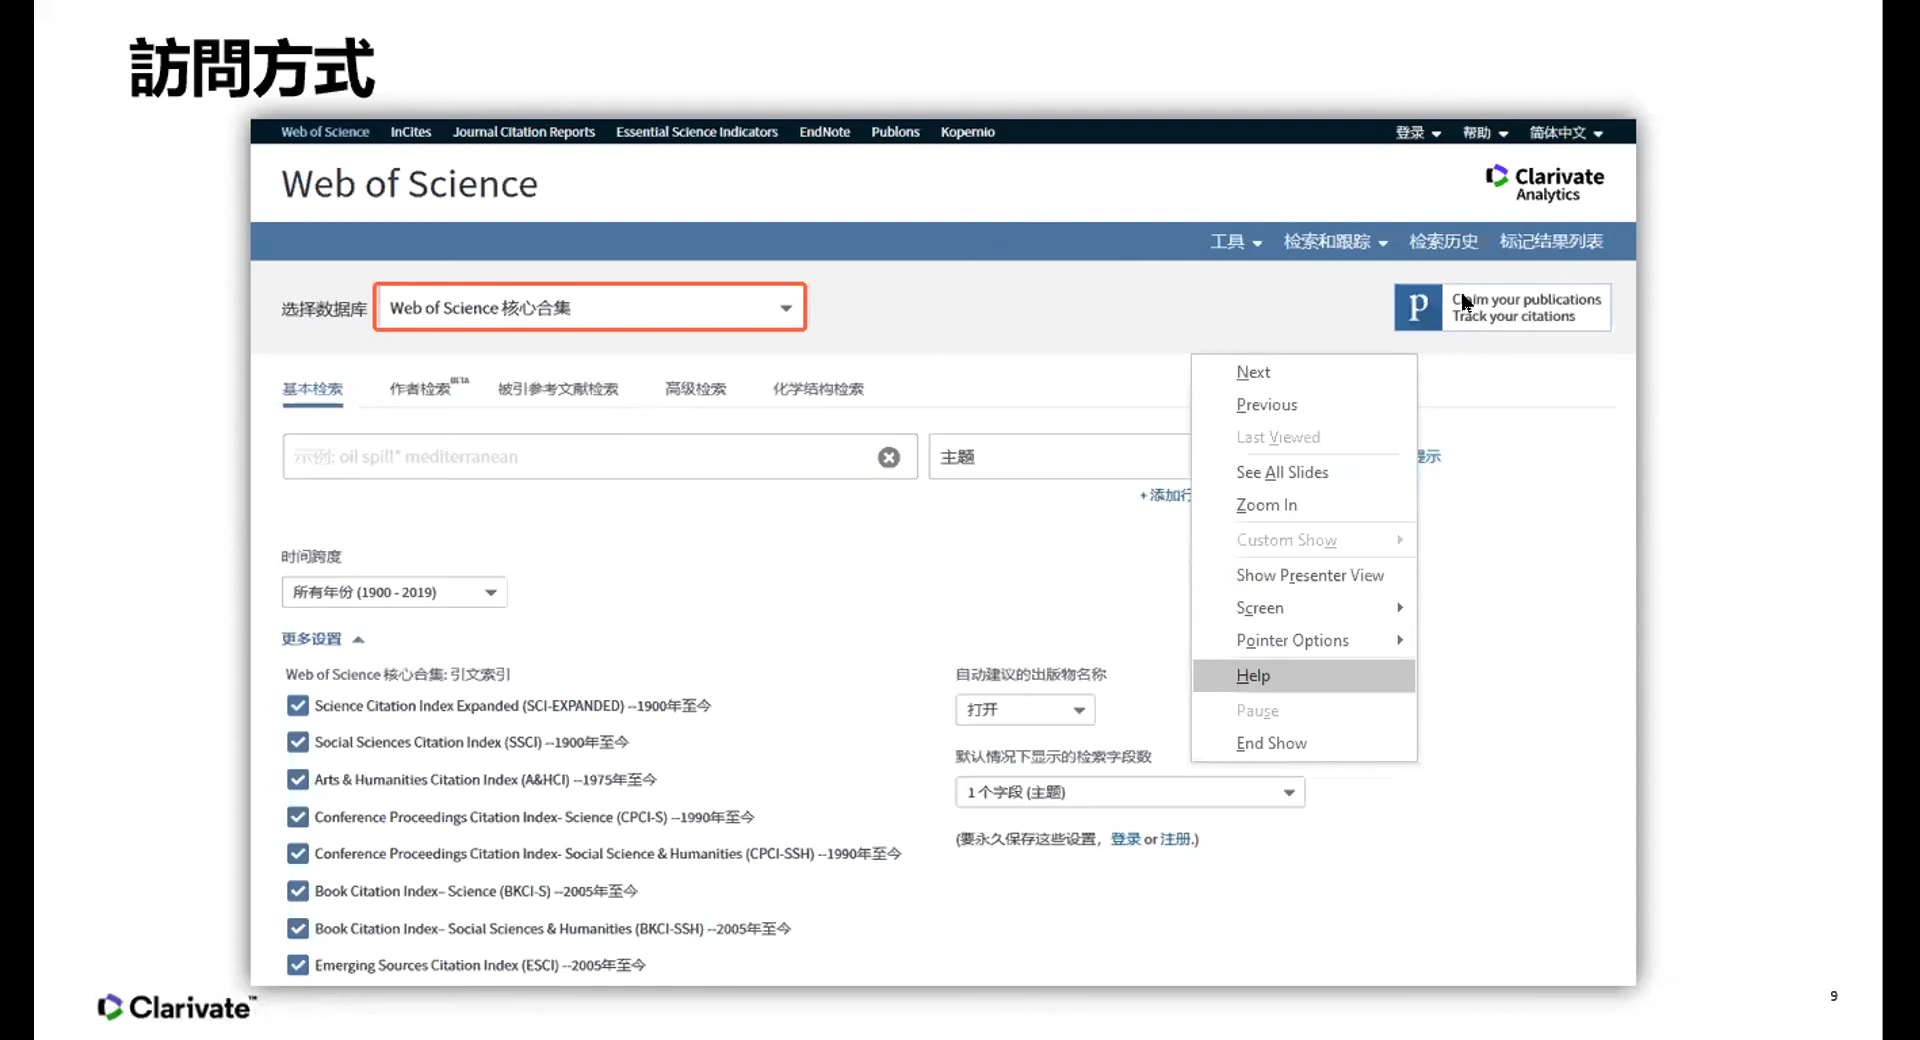 訪問方式
Web of Science InCites Journal Citation Reports Essential Science Indicators EndNote Publons Kopernio 登录 帮助 简体中文
Web of Science
Clarivate
Analytics
工具 检索和跟踪 检索历史 标记结果列表
选择数据库 Web of Science 核心合集
p
Claim your publications
Track your citations
基本检索 作者检索BETA 被引参考文献检索 高级检索 化学结构检索
示例: oil spill* mediterranean 主题 提示
+ 添加行
时间跨度
所有年份 (1900 - 2019)
更多设置
Web of Science 核心合集: 引文索引
Science Citation Index Expanded (SCI-EXPANDED) --1900年至今
Social Sciences Citation Index (SSCI) --1900年至今
Arts & Humanities Citation Index (A&HCI) --1975年至今
Conference Proceedings Citation Index- Science (CPCI-S) --1990年至今
Conference Proceedings Citation Index- Social Science & Humanities (CPCI-SSH) --1990年至今
Book Citation Index– Science (BKCI-S) --2005年至今
Book Citation Index– Social Sciences & Humanities (BKCI-SSH) --2005年至今
Emerging Sources Citation Index (ESCI) --2005年至今
自动建议的出版物名称
打开
默认情况下显示的检索字段数
1 个字段 (主题)
(要永久保存这些设置，登录 or 注册.)
Next
Previous
Last Viewed
See All Slides
Zoom In
Custom Show
Show Presenter View
Screen
Pointer Options
Help
Pause
End Show
Clarivate™
9